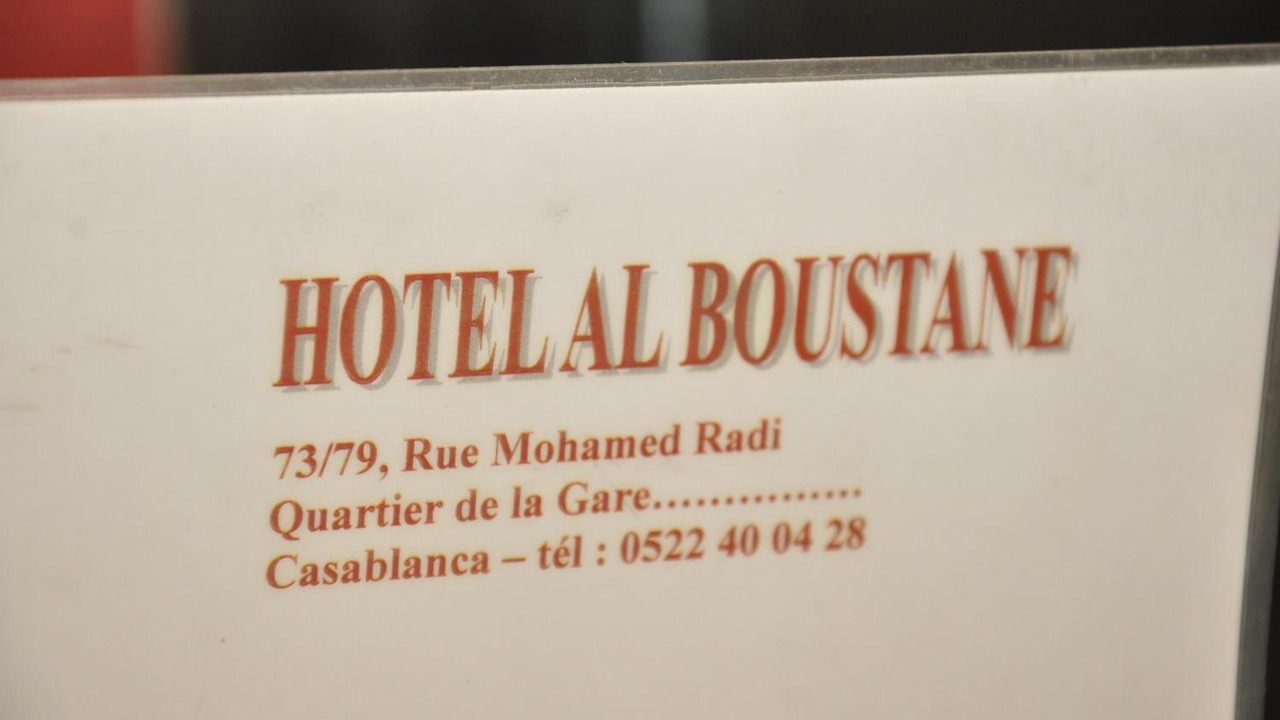 HOTEL AL BOUSTANE
73/79, Rue Mohamed Radi
Quartier de la Gare...............
Casablanca – tél : 0522 40 04 28